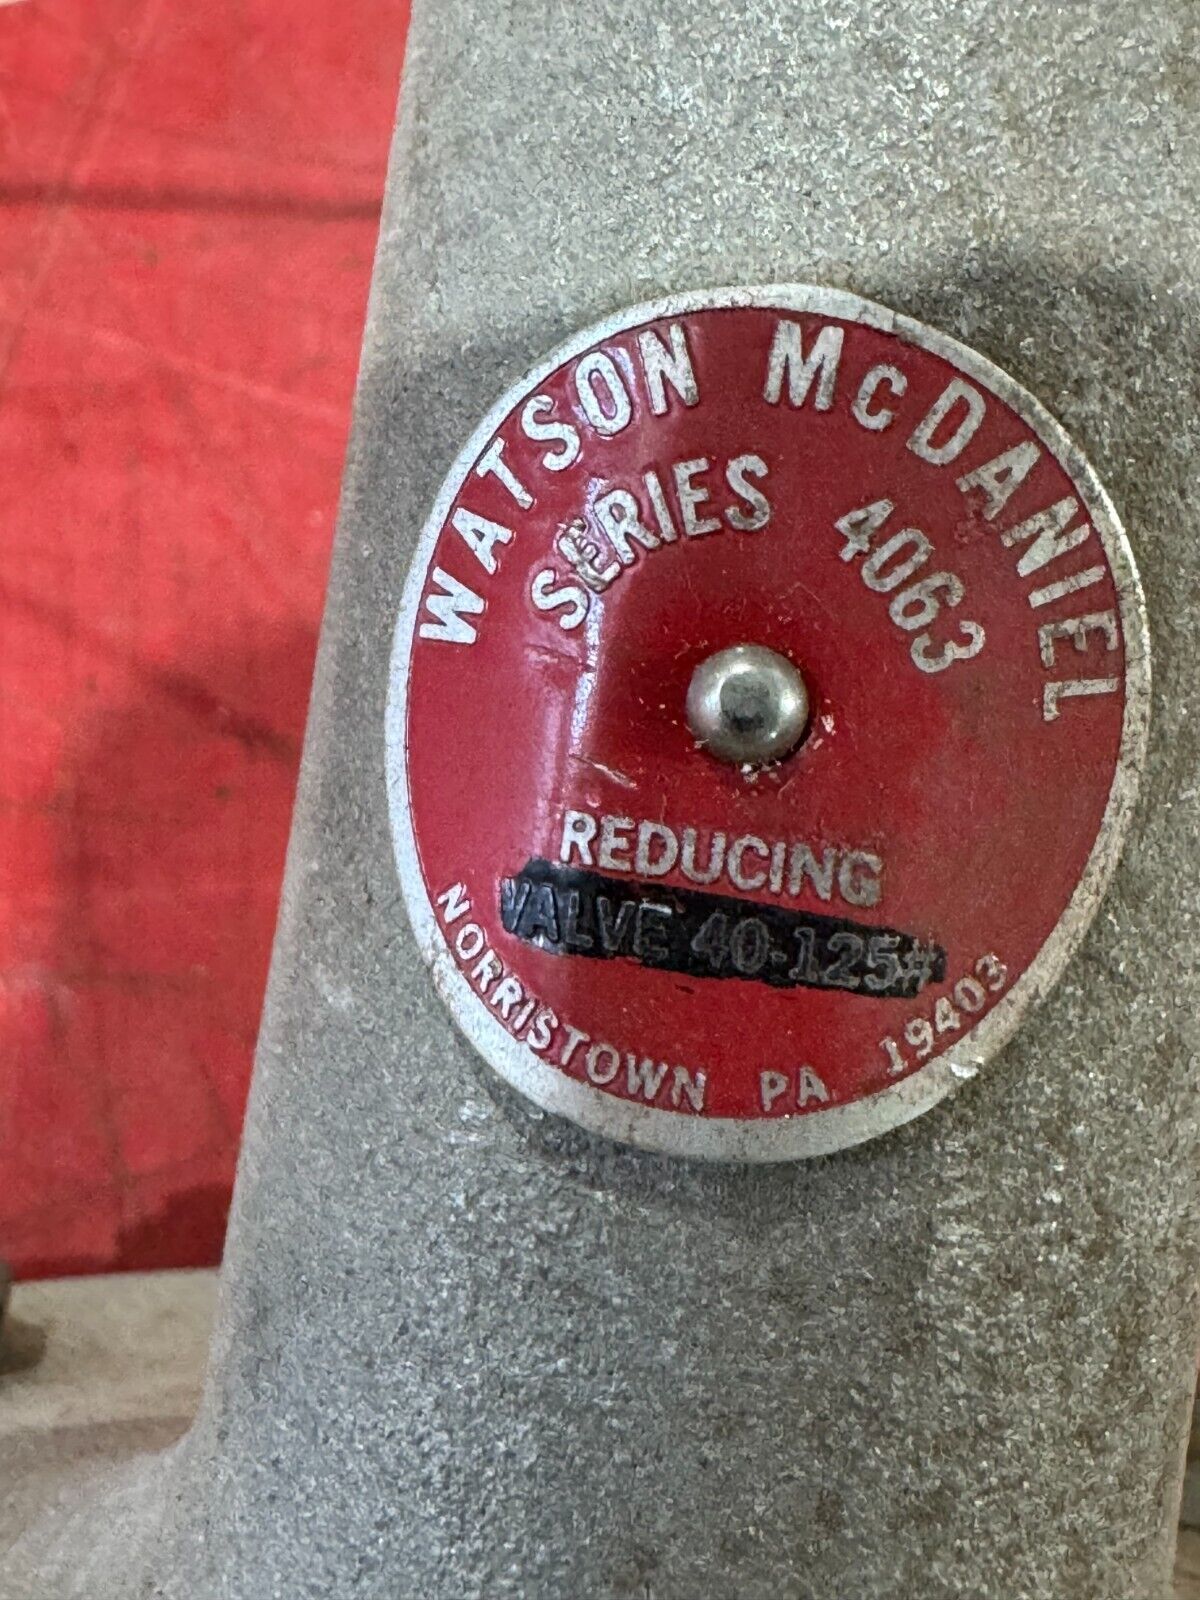 WATSON McDANIEL
SERIES 4063
REDUCING
VALVE 40-125#
NORRISTOWN PA 19403